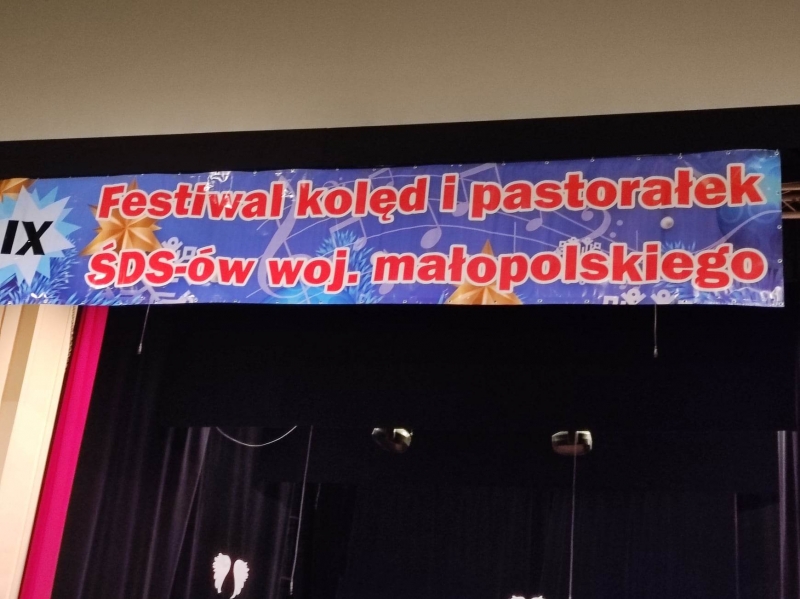 IX
Festiwal kolęd i pastorałek
ŚDS-ów woj. małopolskiego